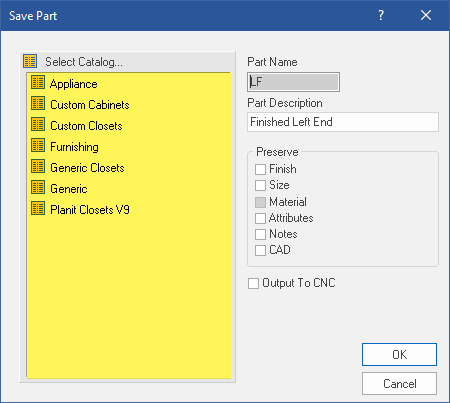 Save Part
?
Select Catalog...
Appliance
Custom Cabinets
Custom Closets
Furnishing
Generic Closets
Generic
Planit Closets V9
Part Name
LF
Part Description
Finished Left End
Preserve
Finish
Size
Material
Attributes
Notes
CAD
Output To CNC
OK
Cancel